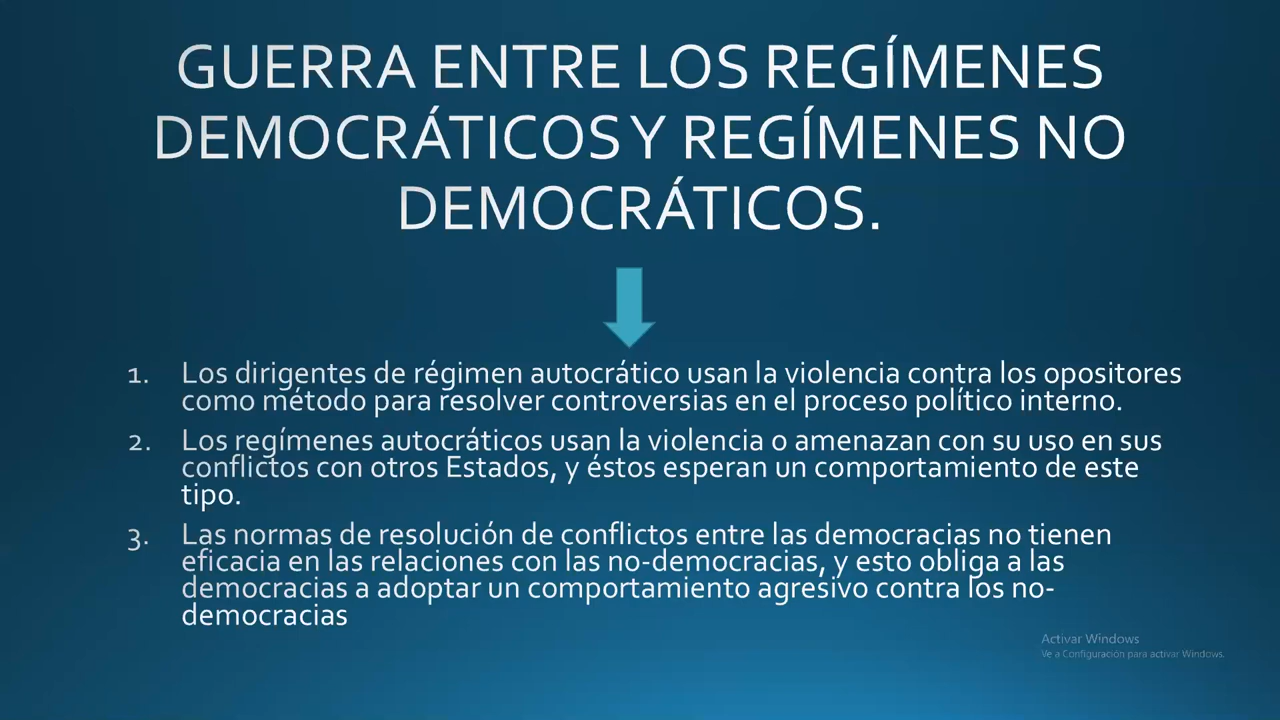 GUERRA ENTRE LOS REGÍMENES
DEMOCRÁTICOS Y REGÍMENES NO
DEMOCRÁTICOS.
1. Los dirigentes de régimen autocrático usan la violencia contra los opositores
como método para resolver controversias en el proceso político interno.
2. Los regímenes autocráticos usan la violencia o amenazan con su uso en sus
conflictos con otros Estados, y éstos esperan un comportamiento de este
tipo.
3. Las normas de resolución de conflictos entre las democracias no tienen
eficacia en las relaciones con las no-democracias, y esto obliga a las
democracias a adoptar un comportamiento agresivo contra los no-
democracias
Activar Windows
Ve a Configuración para activar Windows.